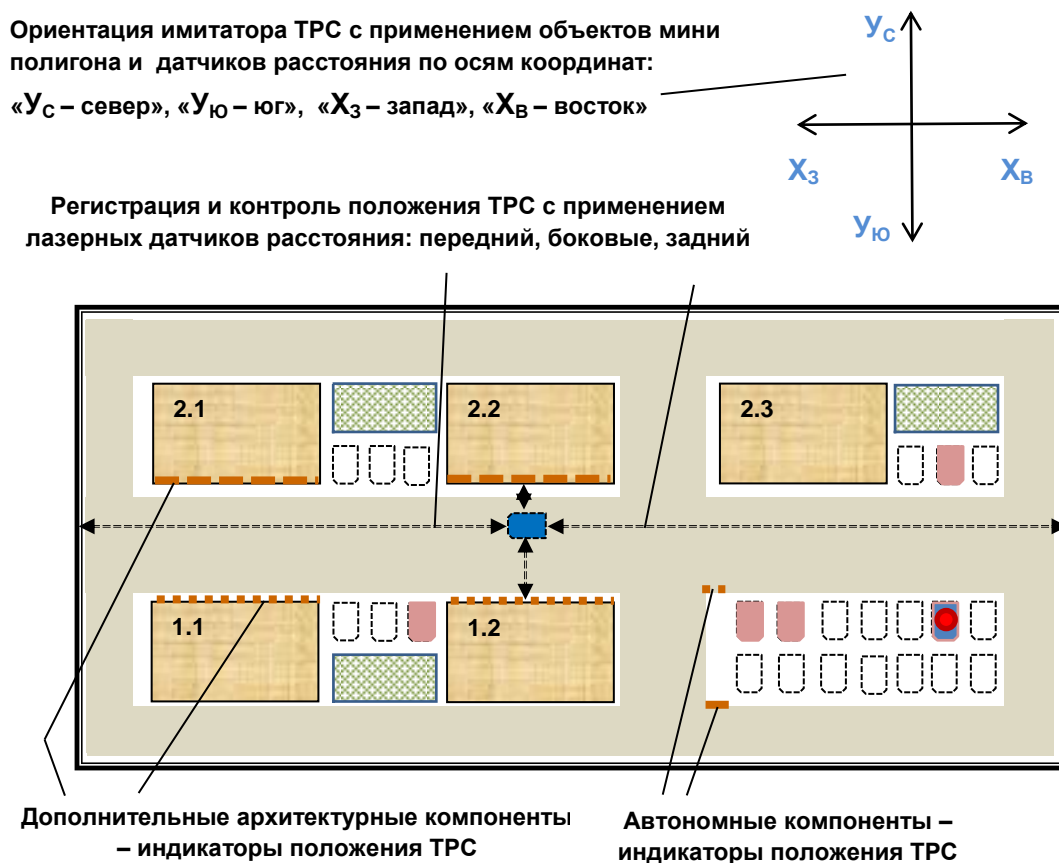 Ориентация имитатора ТРС с применением объектов мини
полигона и датчиков расстояния по осям координат:
«УС – север», «УЮ – юг», «ХЗ – запад», «ХВ – восток»
УС
ХЗ
ХВ
УЮ
Регистрация и контроль положения ТРС с применением
лазерных датчиков расстояния: передний, боковые, задний
2.1
2.2
2.3
1.1
1.2
Дополнительные архитектурные компоненты
– индикаторы положения ТРС
Автономные компоненты –
индикаторы положения ТРС